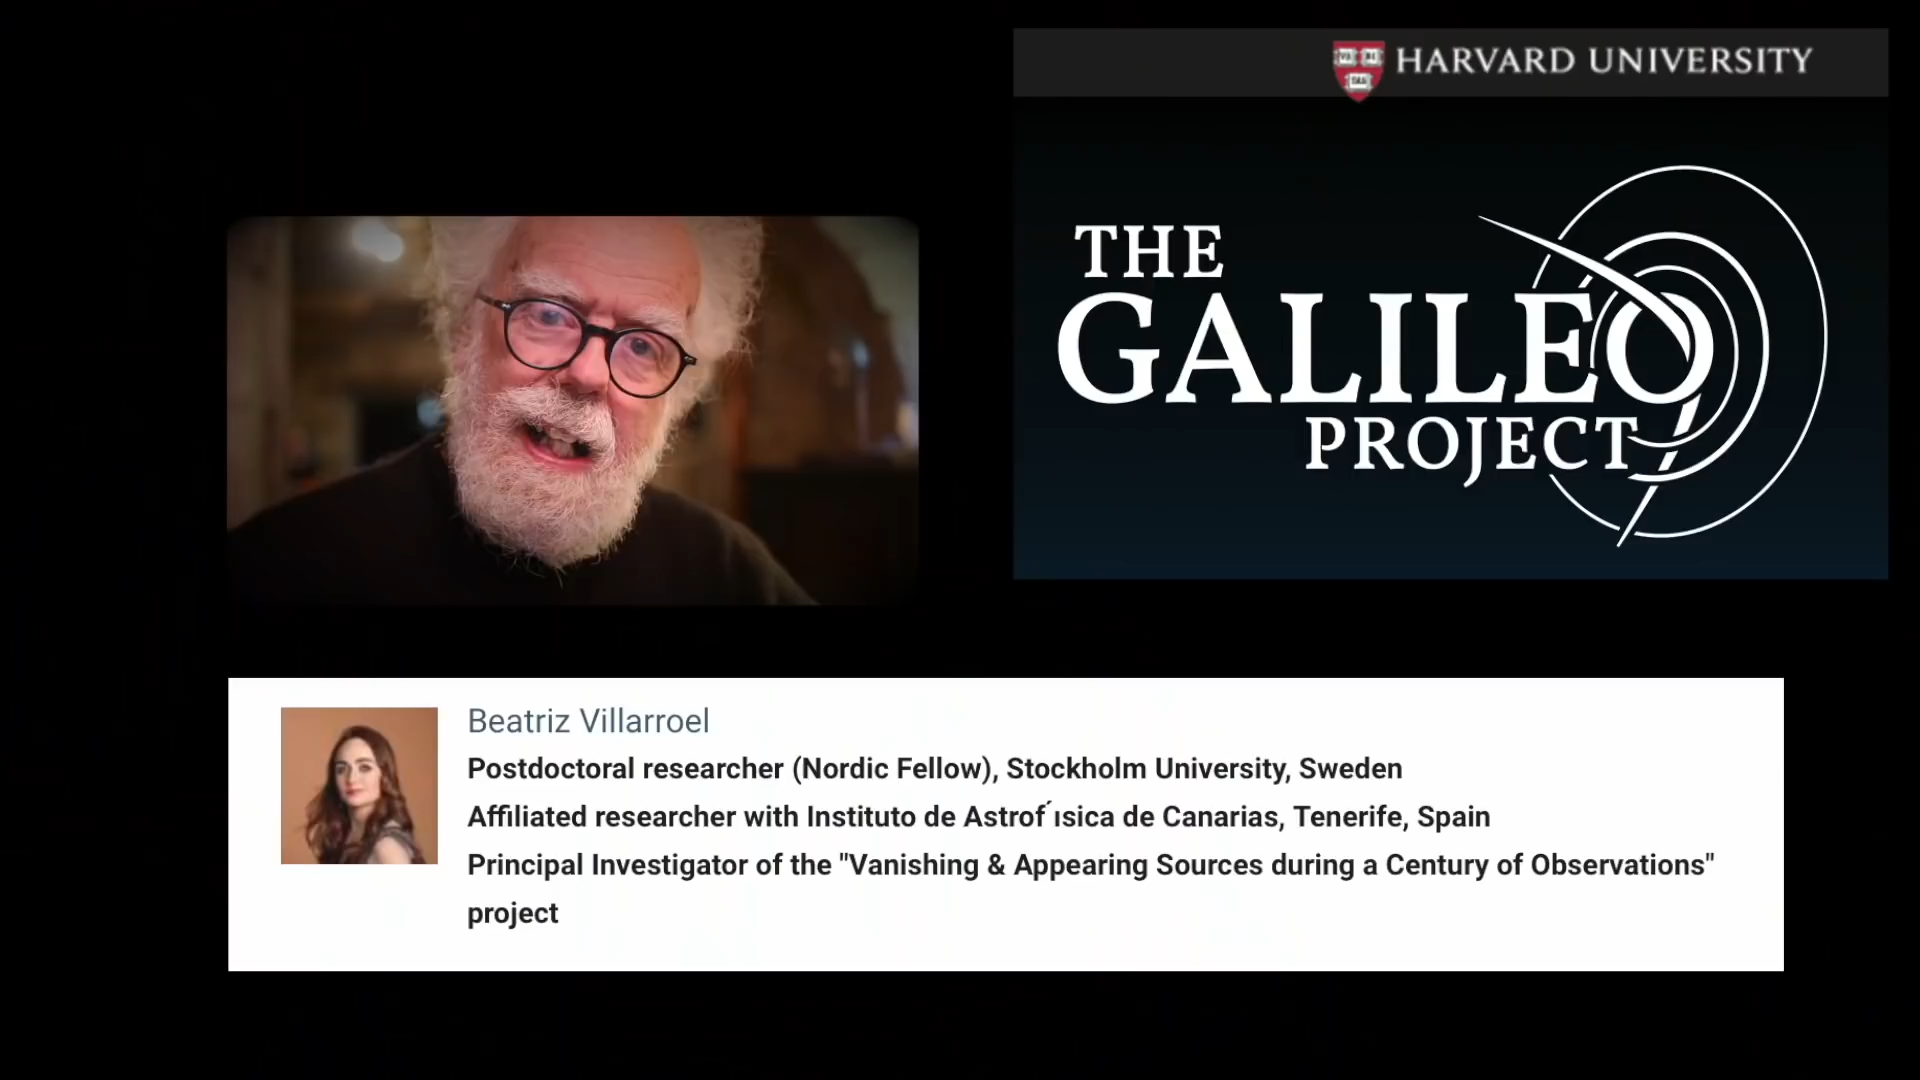 HARVARD UNIVERSITY
THE
GALILEO
PROJECT
Beatriz Villarroel
Postdoctoral researcher (Nordic Fellow), Stockholm University, Sweden
Affiliated researcher with Instituto de Astrof´ısica de Canarias, Tenerife, Spain
Principal Investigator of the "Vanishing & Appearing Sources during a Century of Observations"
project